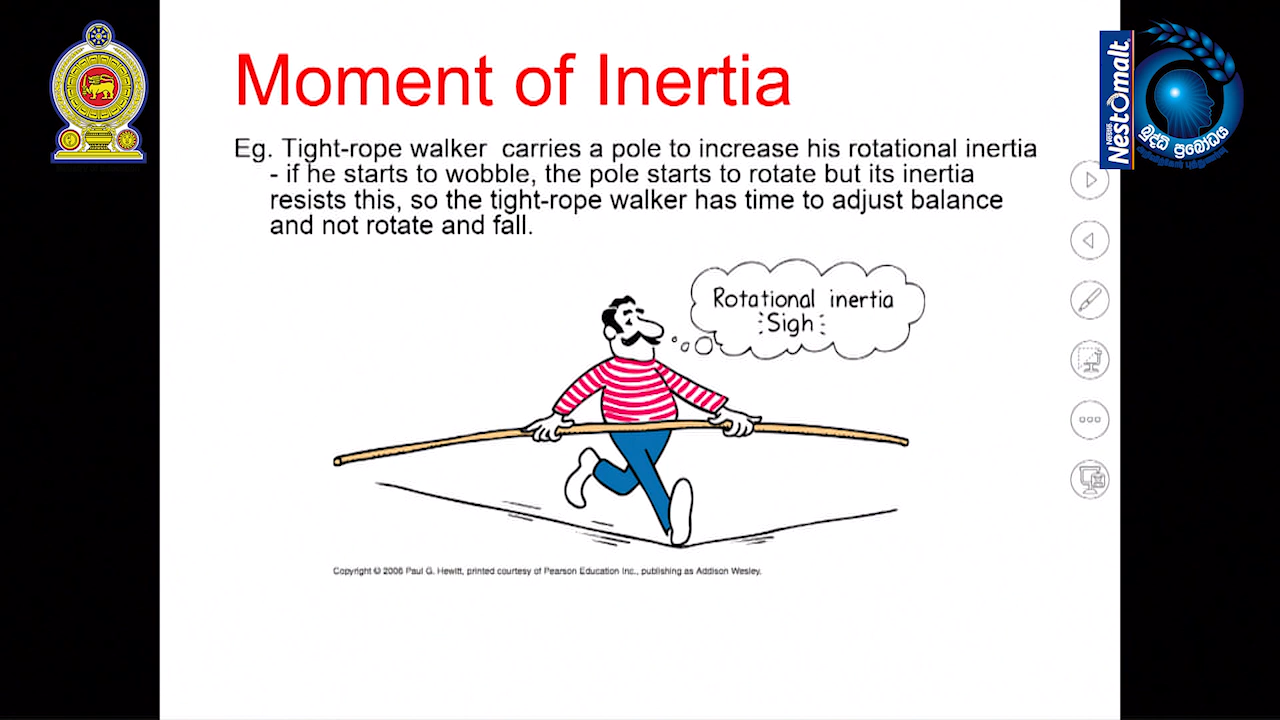 Moment of Inertia
Eg. Tight-rope walker carries a pole to increase his rotational inertia
- if he starts to wobble, the pole starts to rotate but its inertia
resists this, so the tight-rope walker has time to adjust balance
and not rotate and fall.
Rotational inertia
Sigh
Copyright © 2006 Paul G. Hewitt, printed courtesy of Pearson Education Inc., publishing as Addison Wesley.
Nestomalt
බුද්ධි ප්‍රබෝධය